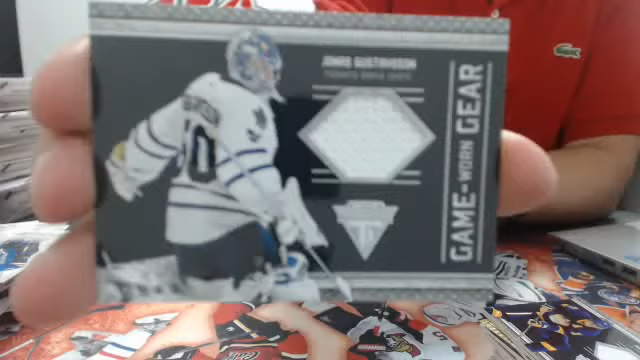 JONAS GUSTAVSSON
TORONTO MAPLE LEAFS
GAME-WORN GEAR